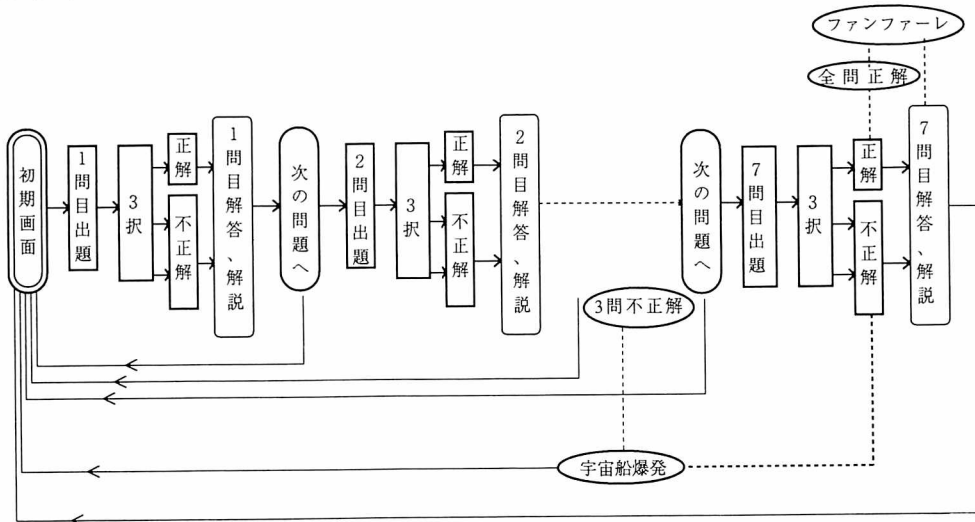 ファンファーレ
全問正解
初期画面
1問目出題
3択
正解
不正解
1問目解答、解説
次の問題へ
2問目出題
3択
正解
不正解
2問目解答、解説
次の問題へ
7問目出題
3択
正解
不正解
7問目解答、解説
3問不正解
宇宙船爆発